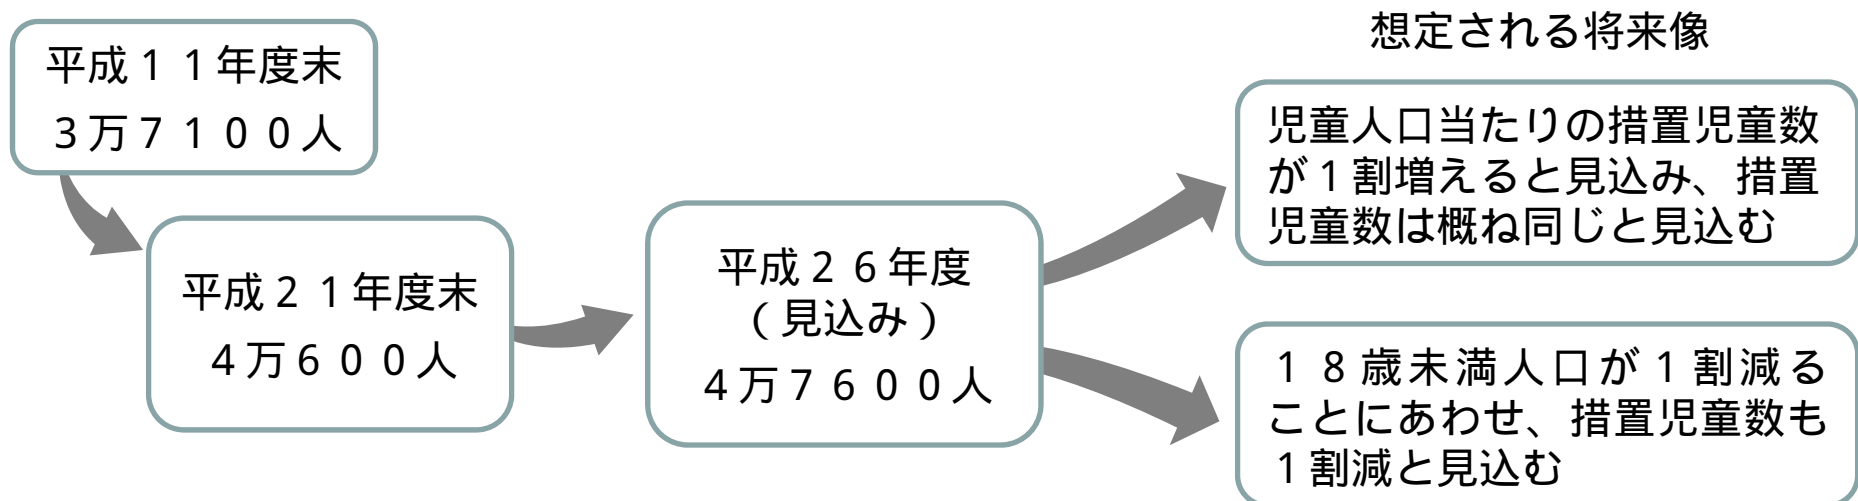 平成１１年度末
３万７１００人
平成２１年度末
４万６００人
平成２６年度
（見込み）
４万７６００人
想定される将来像
児童人口当たりの措置児童数
が１割増えると見込み、措置
児童数は概ね同じと見込む
１８歳未満人口が１割減る
ことにあわせ、措置児童数も
１割減と見込む